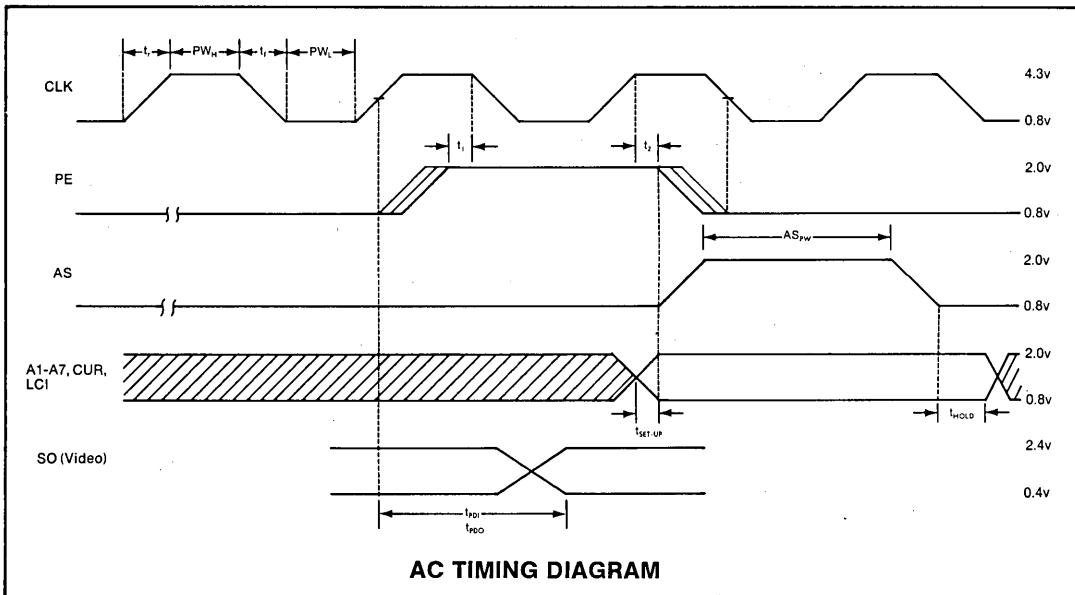 tr PWH tf PWL
CLK
4.3v
0.8v
t1 t2
PE
2.0v
0.8v
ASPW
AS
2.0v
0.8v
A1-A7, CUR,
LCI
2.0v
0.8v
tSET-UP
tHOLD
SO (Video)
2.4v
0.4v
tPDI
tPDO
AC TIMING DIAGRAM